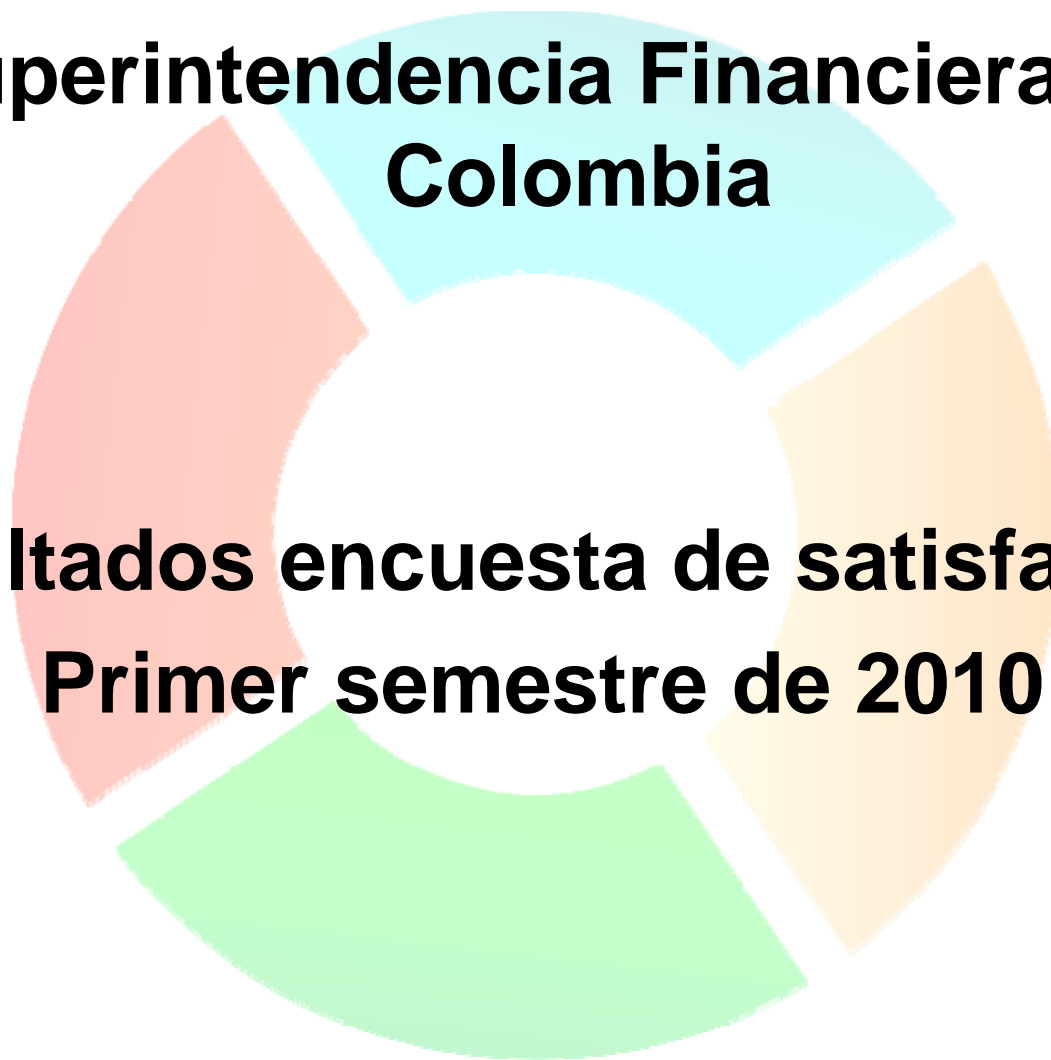 uperintendencia Financiera
Colombia
ltados encuesta de satisfa
Primer semestre de 2010